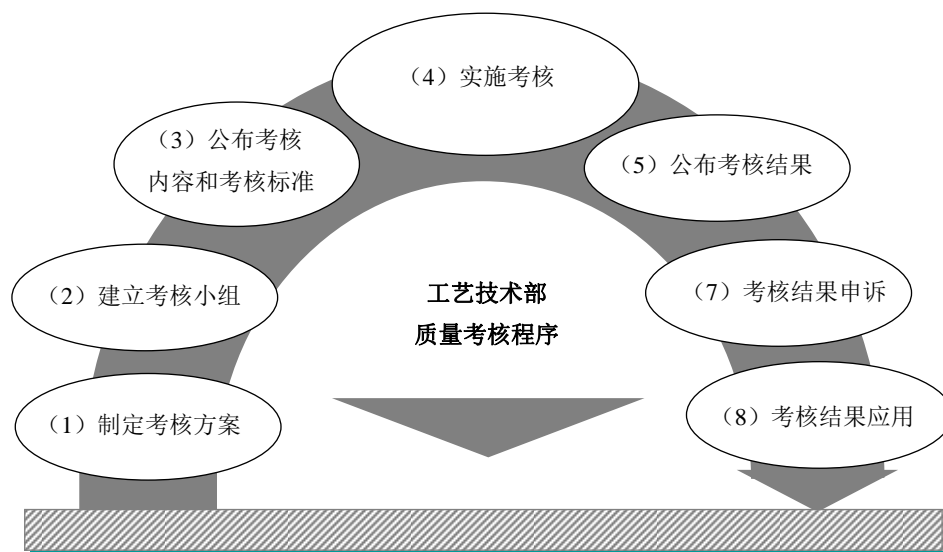 （1）制定考核方案
（2）建立考核小组
（3）公布考核
内容和考核标准
（4）实施考核
（5）公布考核结果
（7）考核结果申诉
（8）考核结果应用
工艺技术部
质量考核程序